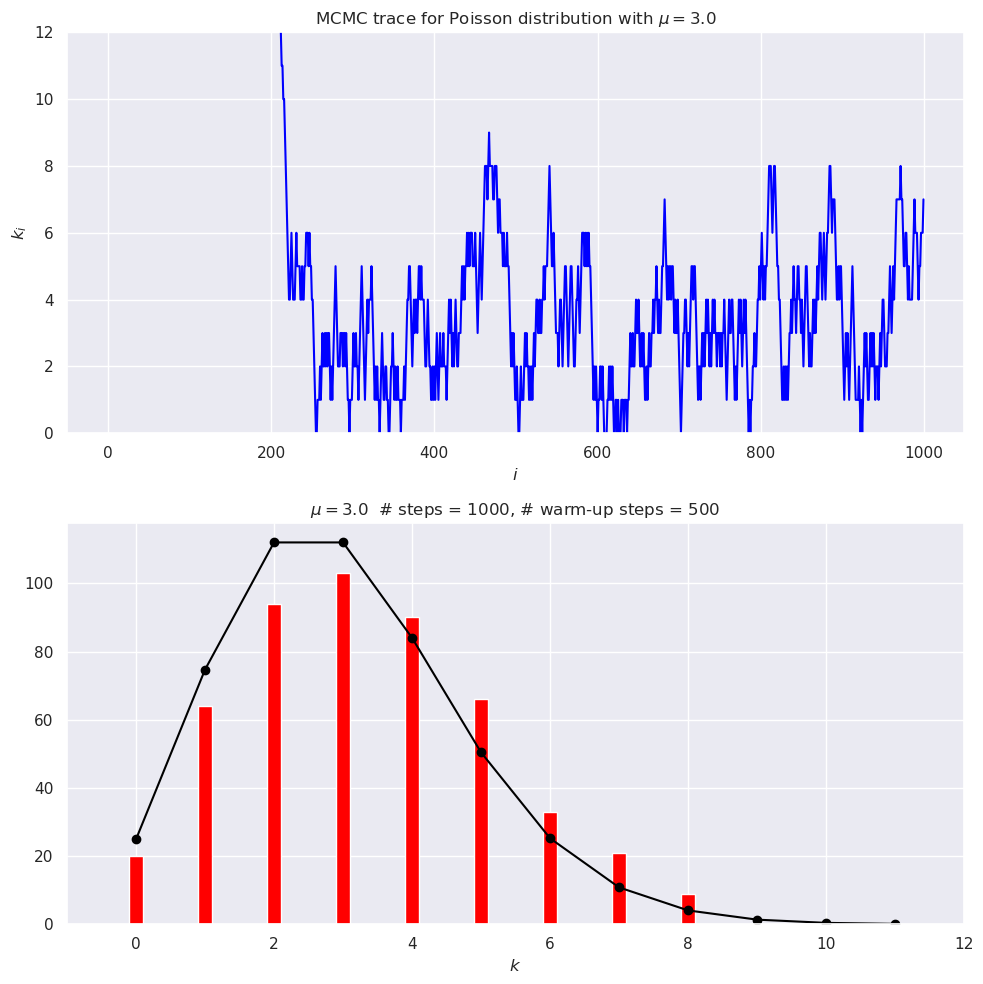 MCMC trace for Poisson distribution with μ = 3.0
12
10
8
6
4
2
0
k_i
0 200 400 600 800 1000
i
μ = 3.0 # steps = 1000, # warm-up steps = 500
100
80
60
40
20
0
0 2 4 6 8 10 12
k